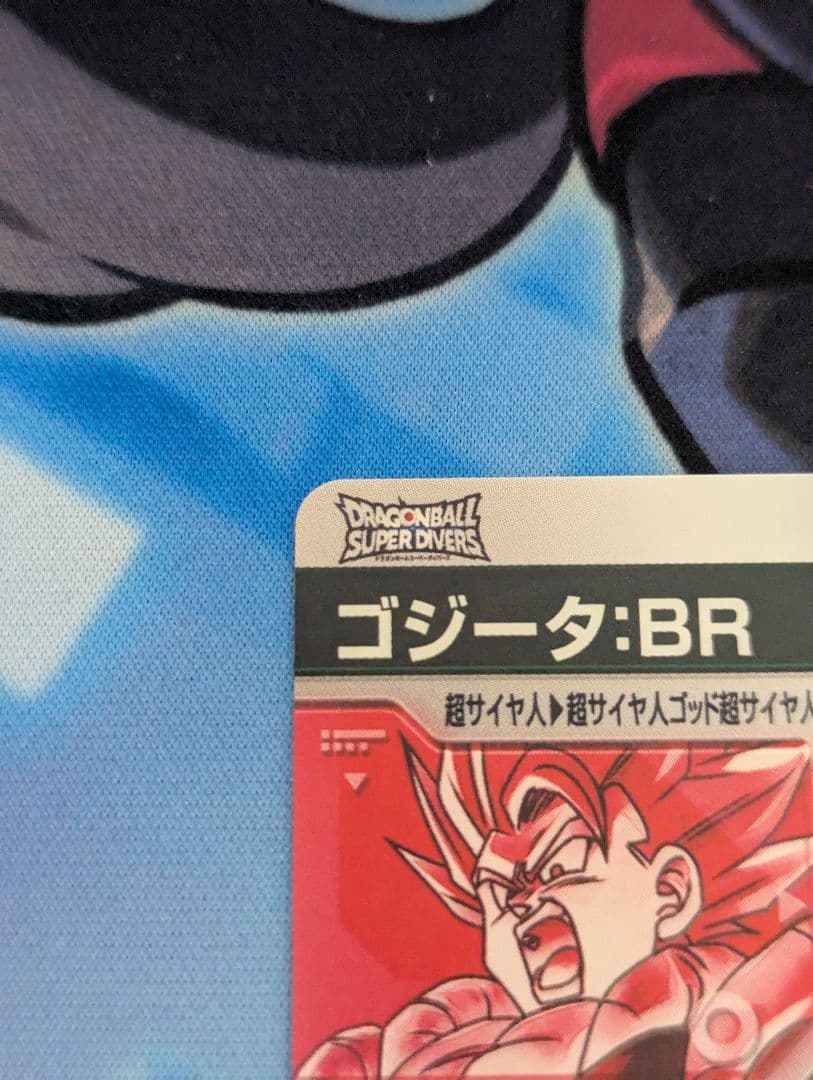 DRAGONBALL
SUPER DIVERS
ドラゴンボールスーパーダイバーズ
ゴジータ:BR
超サイヤ人▶超サイヤ人ゴッド超サイヤ人